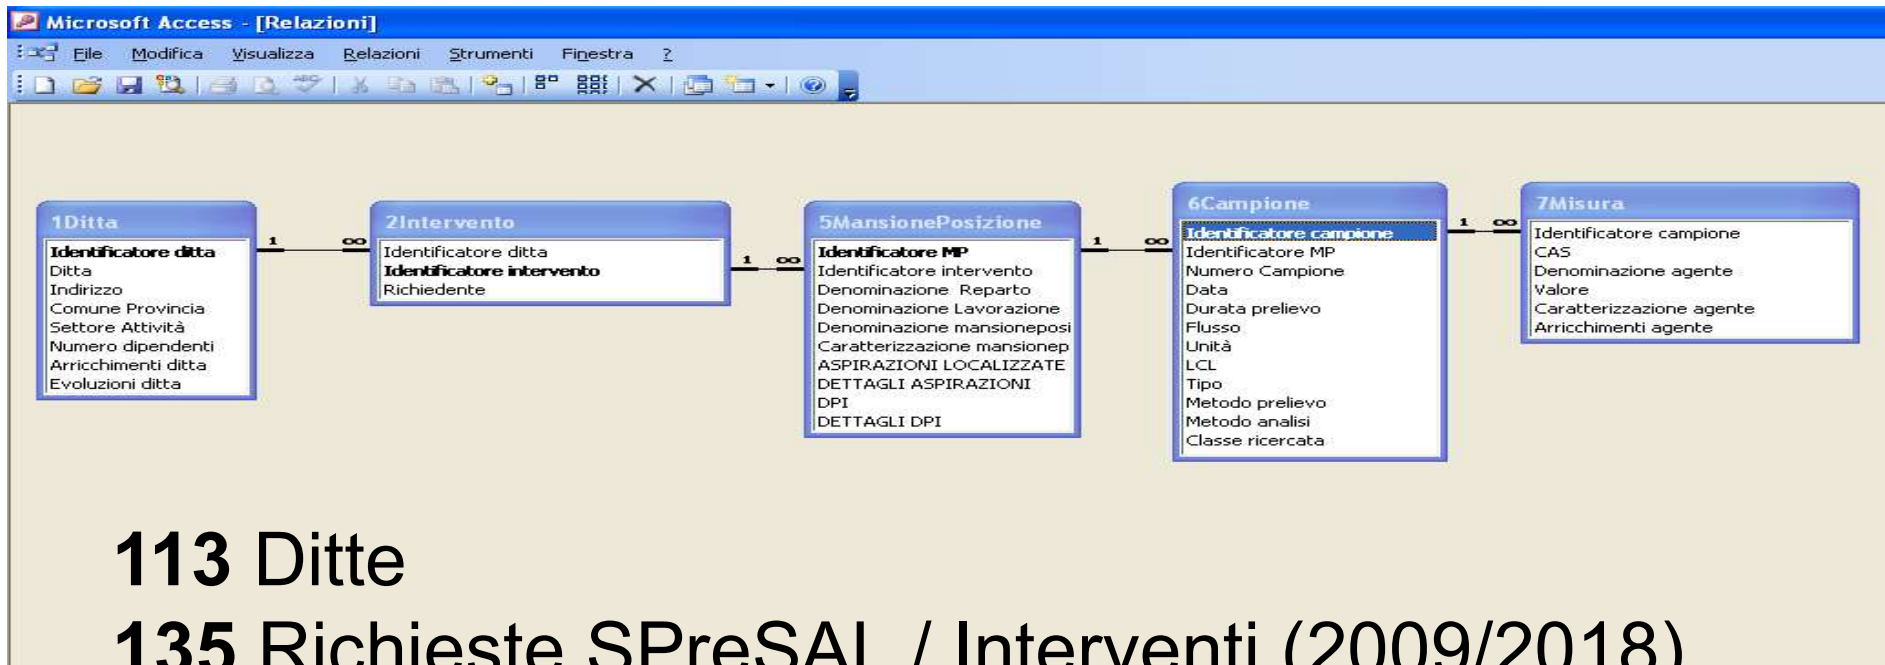 Microsoft Access - [Relazioni]
File Modifica Visualizza Relazioni Strumenti Finestra ?
1Ditta
Identificatore ditta
Ditta
Indirizzo
Comune Provincia
Settore Attività
Numero dipendenti
Arricchimenti ditta
Evoluzioni ditta
1 ∞
2Intervento
Identificatore ditta
Identificatore intervento
Richiedente
1 ∞
5MansionePosizione
Identificatore MP
Identificatore intervento
Denominazione Reparto
Denominazione Lavorazione
Denominazione mansioneposi
Caratterizzazione mansionep
ASPIRAZIONI LOCALIZZATE
DETTAGLI ASPIRAZIONI
DPI
DETTAGLI DPI
1 ∞
6Campione
Identificatore campione
Identificatore MP
Numero Campione
Data
Durata prelievo
Flusso
Unità
LCL
Tipo
Metodo prelievo
Metodo analisi
Classe ricercata
1 ∞
7Misura
Identificatore campione
CAS
Denominazione agente
Valore
Caratterizzazione agente
Arricchimenti agente
113 Ditte
135 Richieste SPreSAL / Interventi (2009/2018)